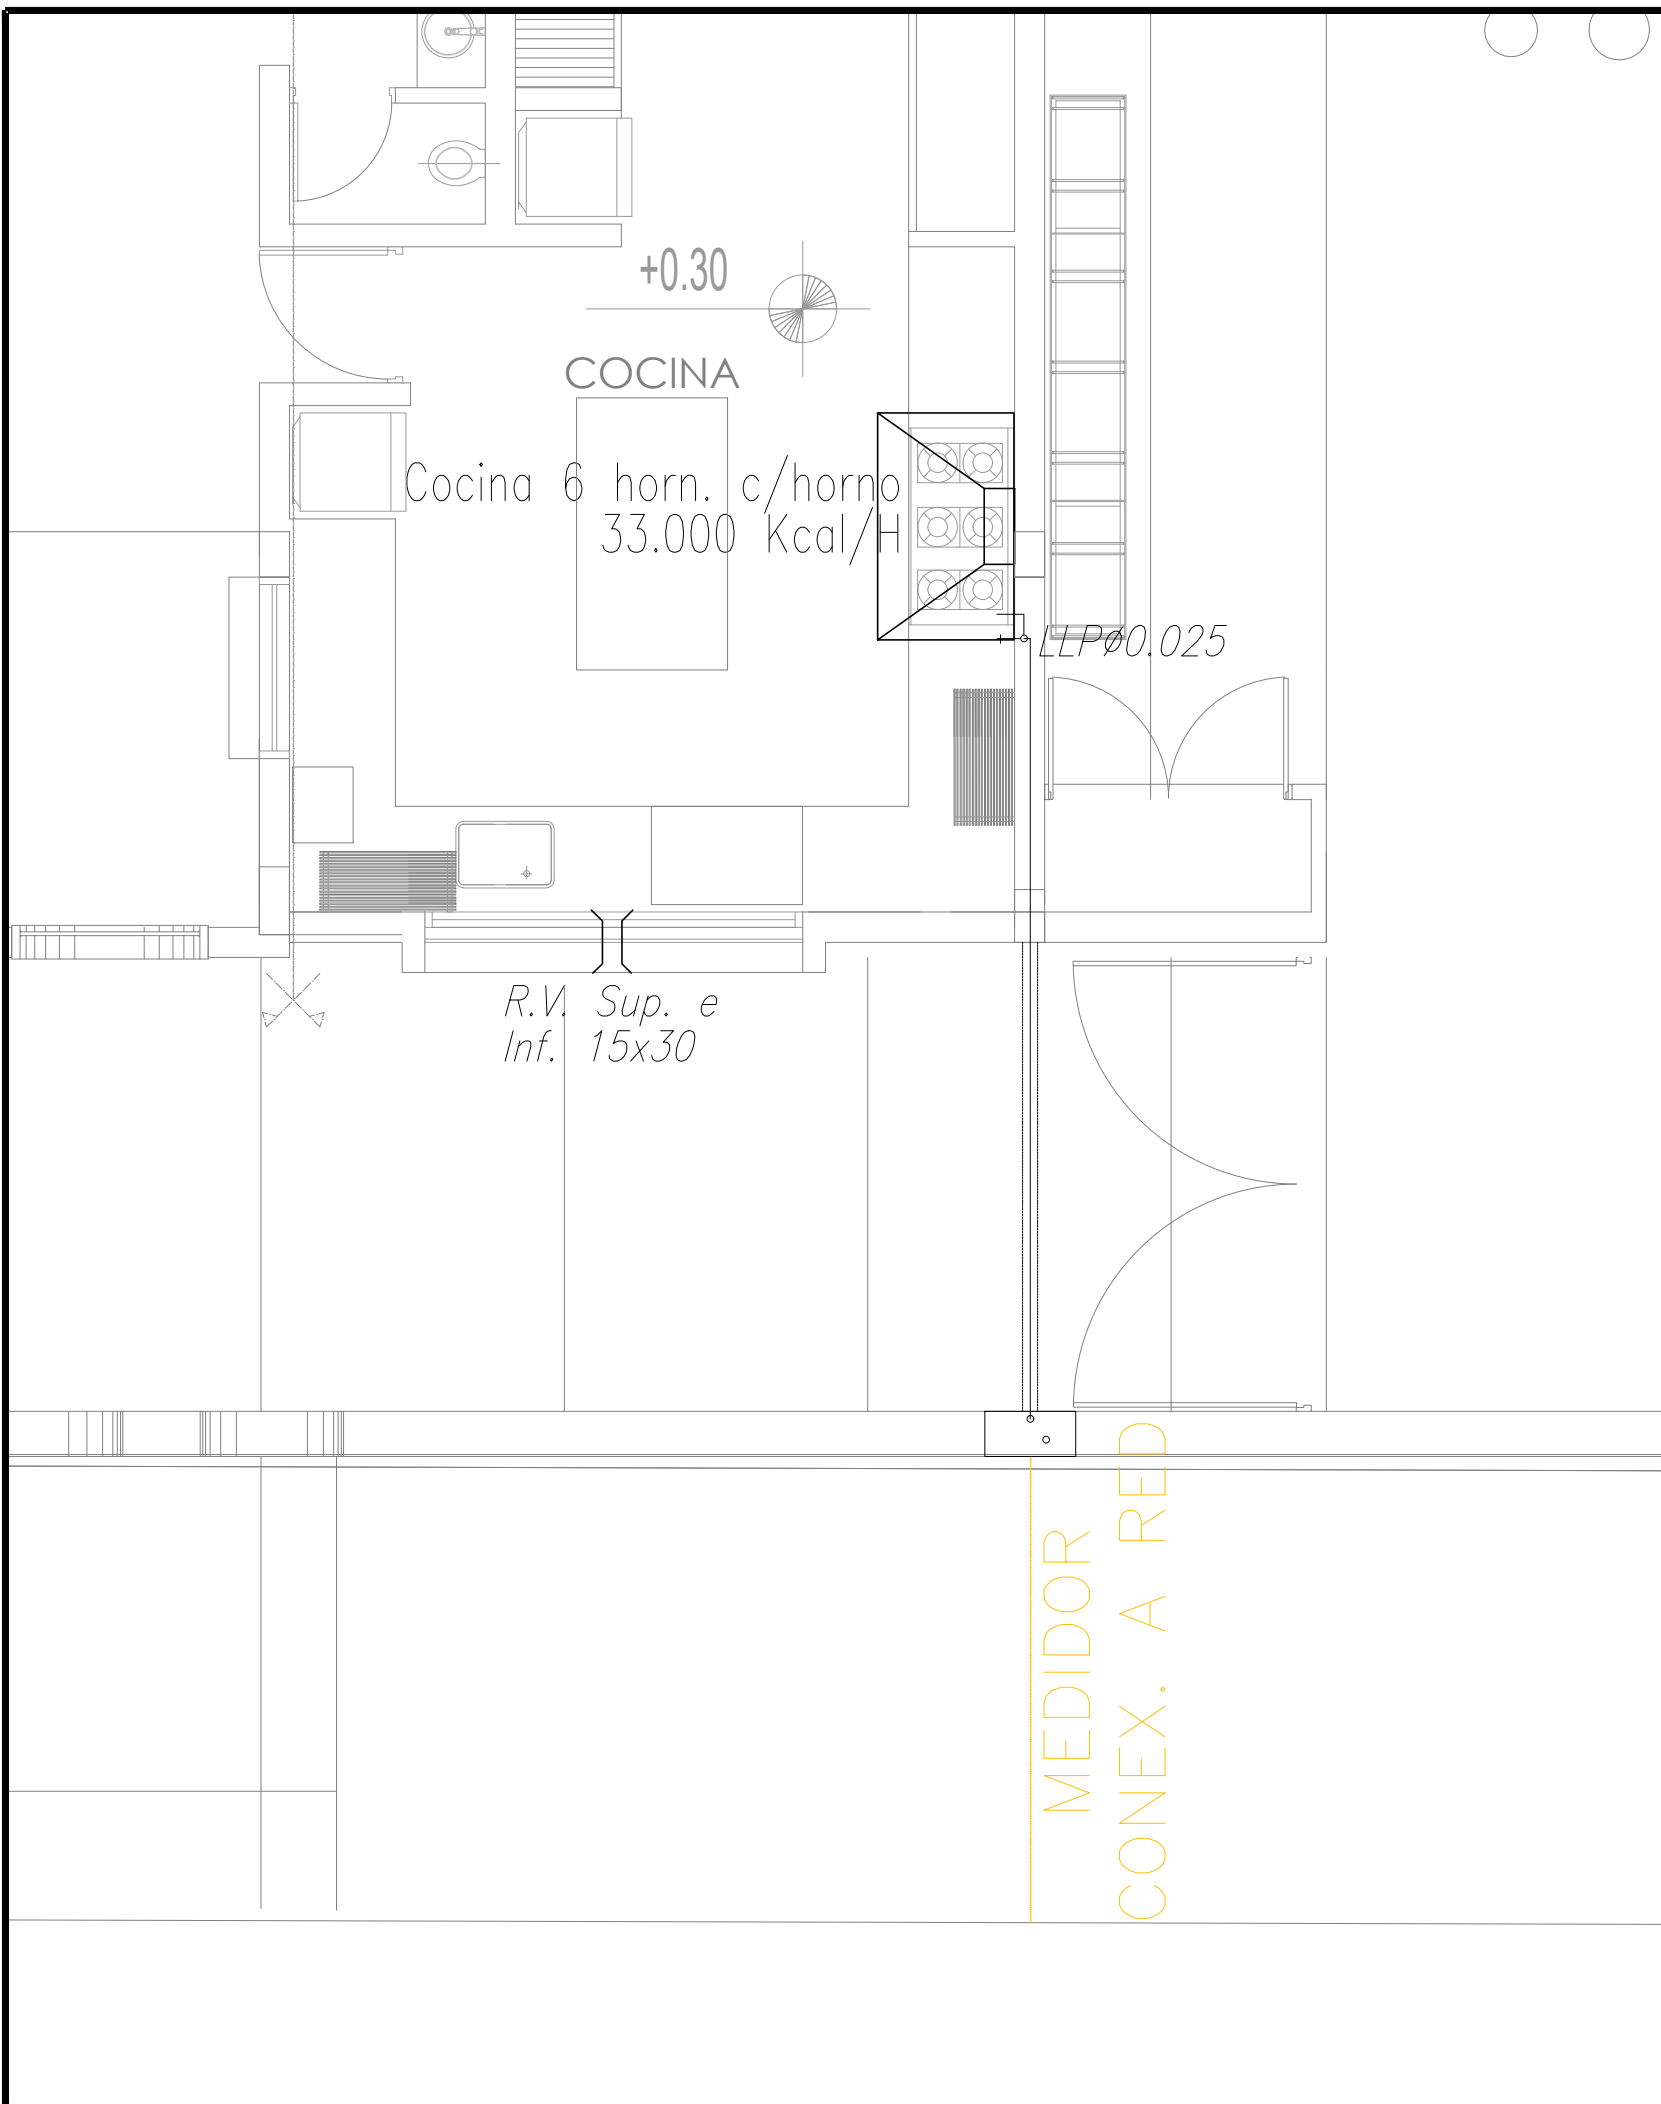 +0.30
COCINA
Cocina 6 horn. c/horno
33.000 Kcal/H
LLPø0.025
R.V. Sup. e
Inf. 15x30
MEDIDOR
CONEX. A RED